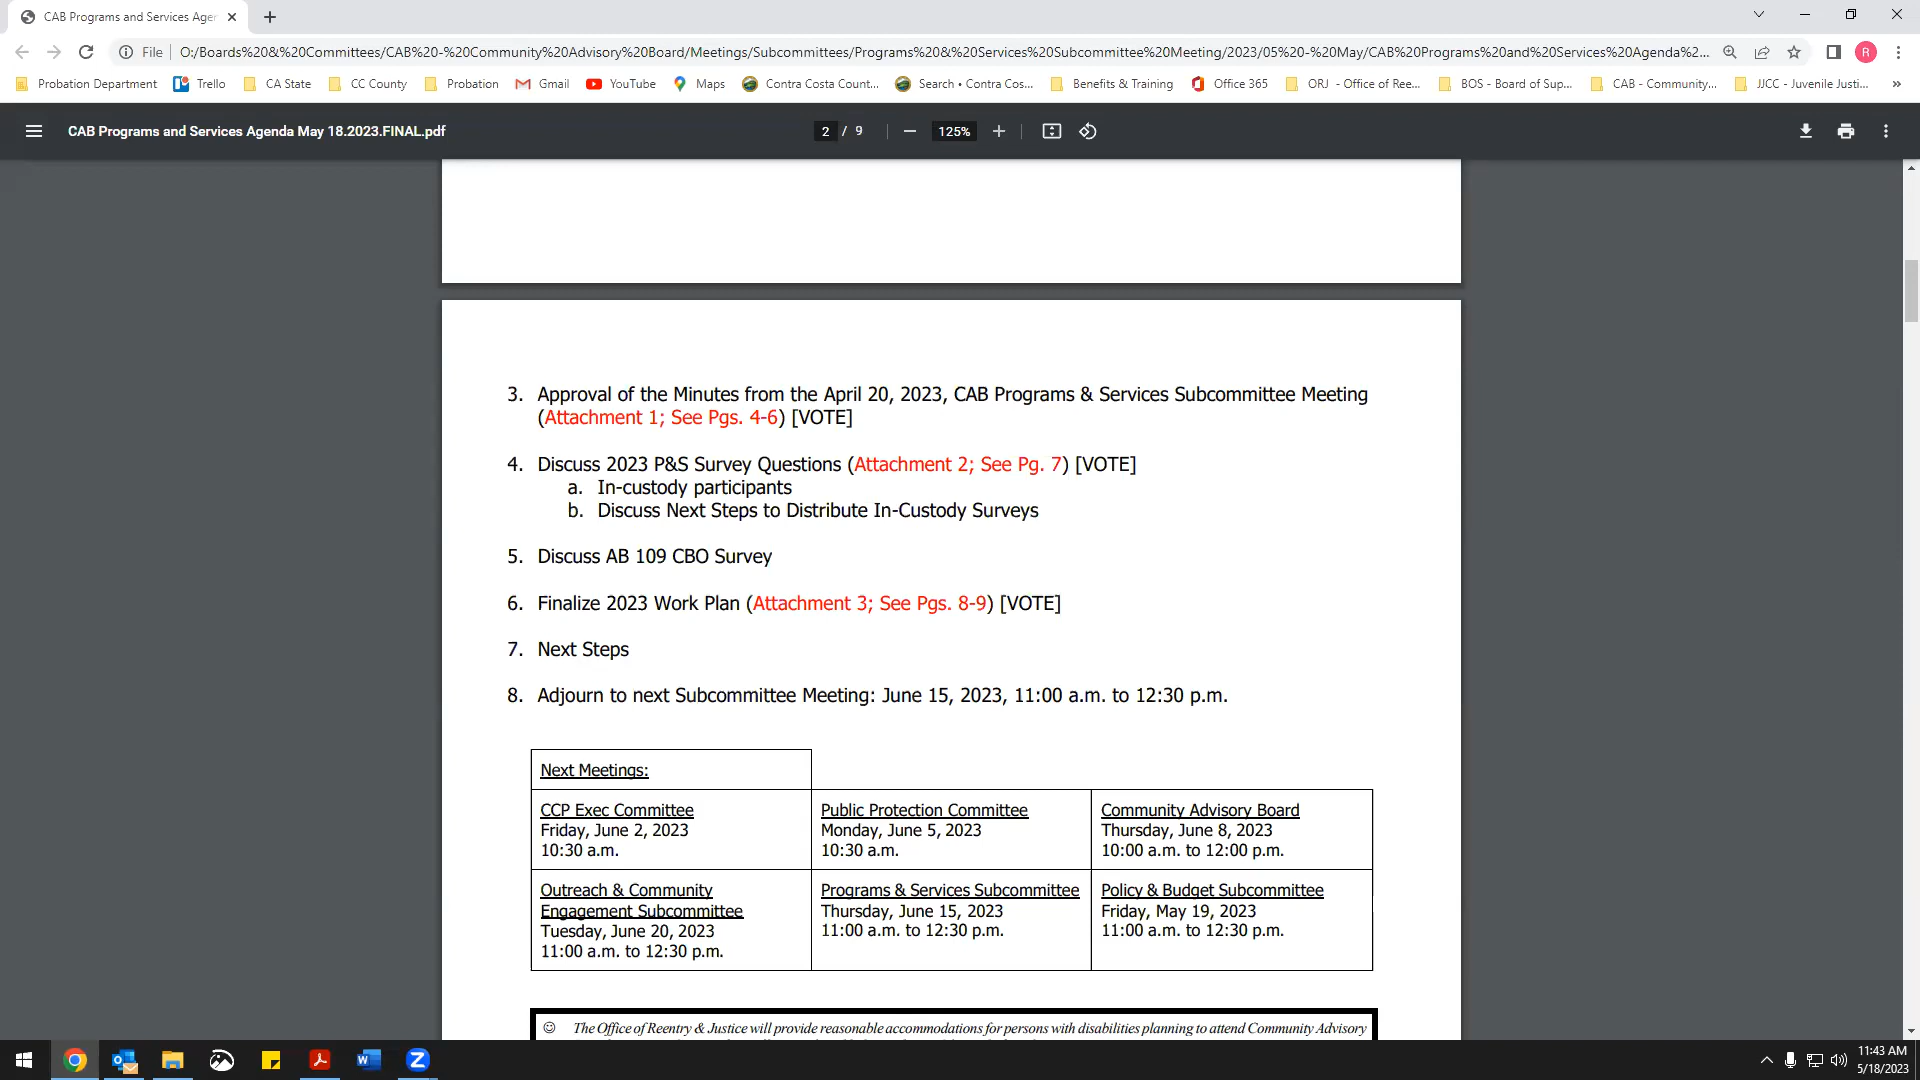 CAB Programs and Services Ager
File
O:/Boards%20&%20Committees/CAB%20-%20Community%20Advisory%20Board/Meetings/Subcommittees/Programs%20&%20Services%20Subcommittee%20Meeting/2023/05%20-%20May/CAB%20Programs%20and%20Services%20Agenda%2...
R
Probation Department Trello CA State CC County Probation Gmail YouTube Maps Contra Costa Count... Search • Contra Cos... Benefits & Training Office 365 ORJ - Office of Ree... BOS - Board of Sup... CAB - Community... JJCC - Juvenile Justi... »
CAB Programs and Services Agenda May 18.2023.FINAL.pdf
2 / 9
125%
3. Approval of the Minutes from the April 20, 2023, CAB Programs & Services Subcommittee Meeting
(Attachment 1; See Pgs. 4-6) [VOTE]
4. Discuss 2023 P&S Survey Questions (Attachment 2; See Pg. 7) [VOTE]
a. In-custody participants
b. Discuss Next Steps to Distribute In-Custody Surveys
5. Discuss AB 109 CBO Survey
6. Finalize 2023 Work Plan (Attachment 3; See Pgs. 8-9) [VOTE]
7. Next Steps
8. Adjourn to next Subcommittee Meeting: June 15, 2023, 11:00 a.m. to 12:30 p.m.
Next Meetings:
CCP Exec Committee
Friday, June 2, 2023
10:30 a.m.
Public Protection Committee
Monday, June 5, 2023
10:30 a.m.
Community Advisory Board
Thursday, June 8, 2023
10:00 a.m. to 12:00 p.m.
Outreach & Community
Engagement Subcommittee
Tuesday, June 20, 2023
11:00 a.m. to 12:30 p.m.
Programs & Services Subcommittee
Thursday, June 15, 2023
11:00 a.m. to 12:30 p.m.
Policy & Budget Subcommittee
Friday, May 19, 2023
11:00 a.m. to 12:30 p.m.
☺ The Office of Reentry & Justice will provide reasonable accommodations for persons with disabilities planning to attend Community Advisory
11:43 AM
5/18/2023